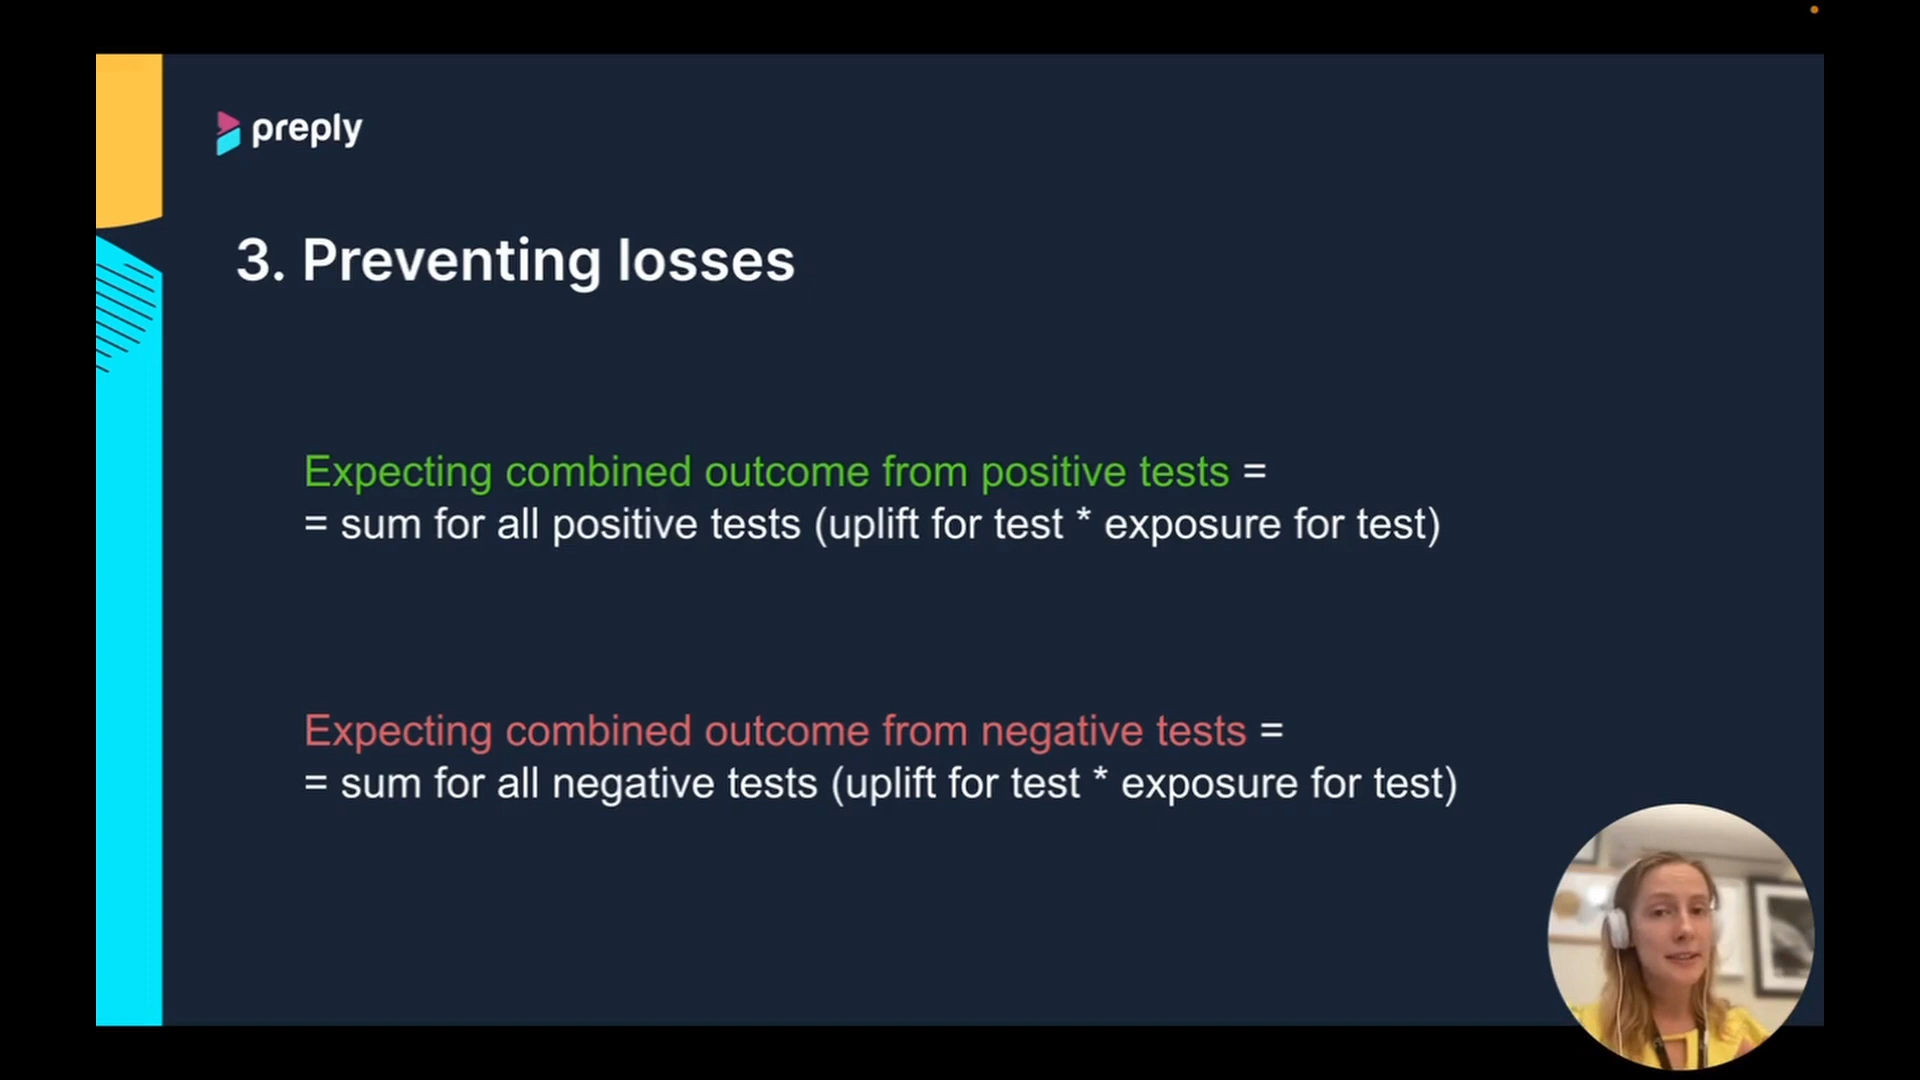 preply
3. Preventing losses
Expecting combined outcome from positive tests =
= sum for all positive tests (uplift for test * exposure for test)
Expecting combined outcome from negative tests =
= sum for all negative tests (uplift for test * exposure for test)